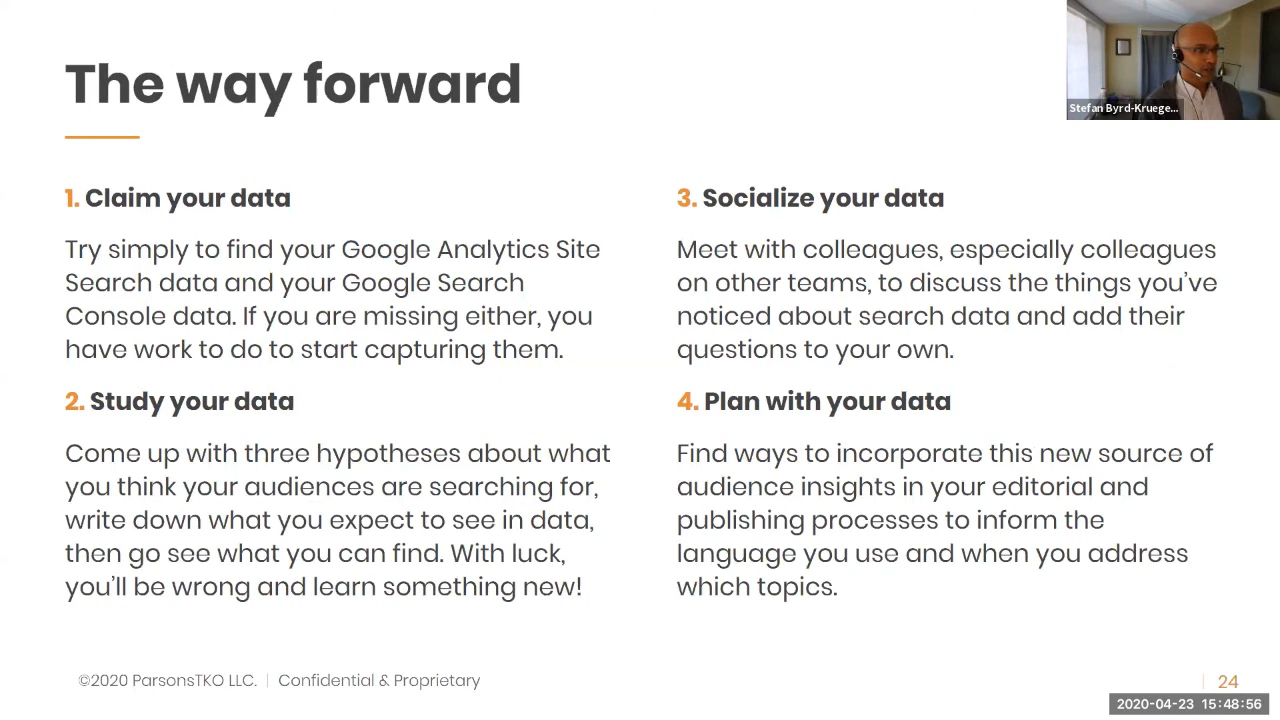 The way forward
Stefan Byrd-Kruege...
1. Claim your data
Try simply to find your Google Analytics Site
Search data and your Google Search
Console data. If you are missing either, you
have work to do to start capturing them.
2. Study your data
Come up with three hypotheses about what
you think your audiences are searching for,
write down what you expect to see in data,
then go see what you can find. With luck,
you’ll be wrong and learn something new!
3. Socialize your data
Meet with colleagues, especially colleagues
on other teams, to discuss the things you’ve
noticed about search data and add their
questions to your own.
4. Plan with your data
Find ways to incorporate this new source of
audience insights in your editorial and
publishing processes to inform the
language you use and when you address
which topics.
©2020 ParsonsTKO LLC. | Confidential & Proprietary
| 24
2020-04-23 15:48:56